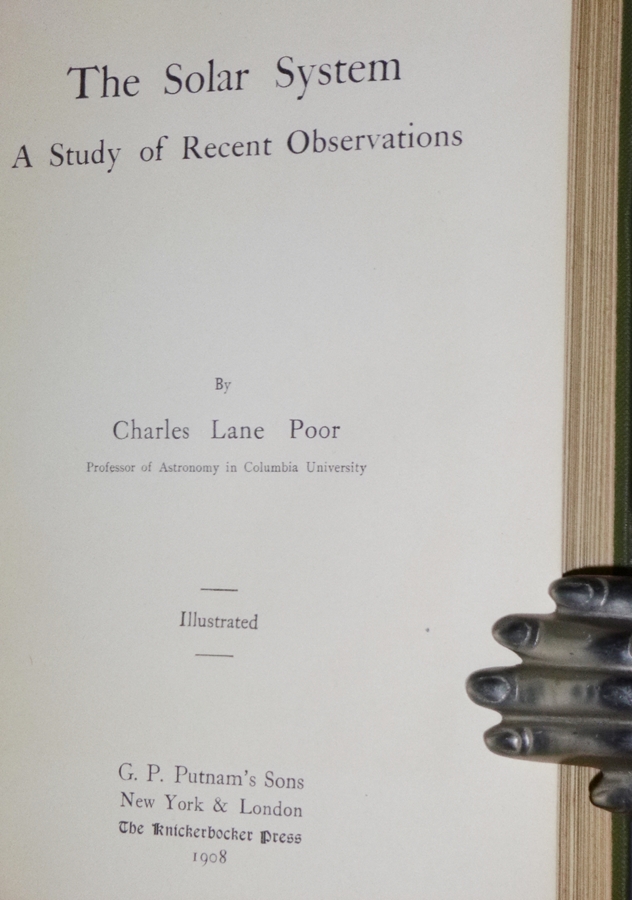 The Solar System
A Study of Recent Observations
By
Charles Lane Poor
Professor of Astronomy in Columbia University
Illustrated
G. P. Putnam's Sons
New York & London
The Knickerbocker Press
1908